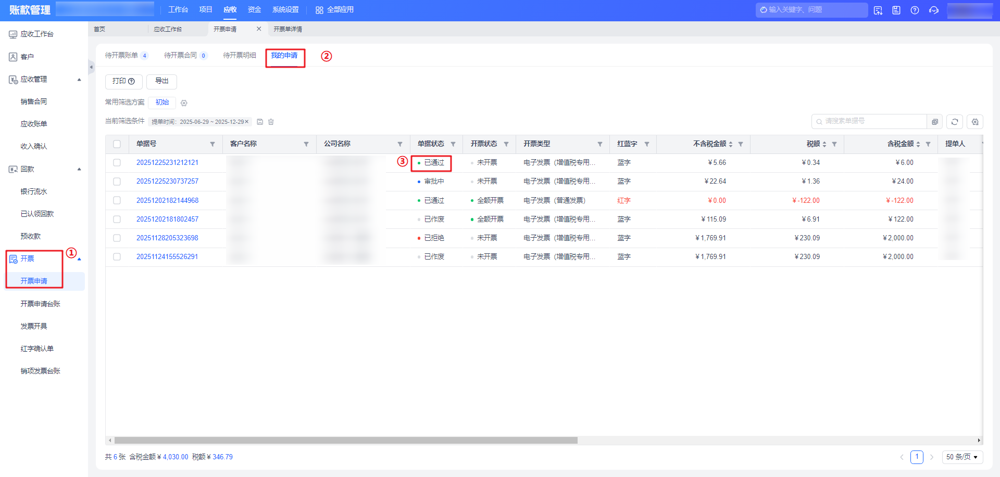 账款管理 工作台 项目 应收 资金 系统设置 全部应用 输入关键字、问题
首页 应收工作台 开票申请 开票单详情
应收工作台
客户
应收管理
销售合同
应收账单
收入确认
回款
银行流水
已认领回款
预收款
开票 ①
开票申请
开票申请台账
发票开具
红字确认单
销项发票台账
待开票账单 4 待开票合同 0 待开票明细 我的申请 ②
打印 导出
常用筛选方案 初始
当前筛选条件 提单时间：2025-06-29 ~ 2025-12-29 请搜素单据号
单据号 客户名称 公司名称 单据状态 开票状态 开票类型 红蓝字 不含税金额 税额 含税金额 提单人
20251225231212121 ③ 已通过 未开票 电子发票（增值税专用... 蓝字 ¥5.66 ¥0.34 ¥6.00
20251225230737257 审批中 未开票 电子发票（增值税专用... 蓝字 ¥22.64 ¥1.36 ¥24.00
20251202182144968 已通过 全额开票 电子发票（普通发票） 红字 ¥0.00 ¥-122.00 ¥-122.00
20251202181802457 已作废 全额开票 电子发票（增值税专用... 蓝字 ¥115.09 ¥6.91 ¥122.00
20251128205323698 已拒绝 未开票 电子发票（增值税专用... 蓝字 ¥1,769.91 ¥230.09 ¥2,000.00
20251124155526291 已作废 未开票 电子发票（增值税专用... 蓝字 ¥1,769.91 ¥230.09 ¥2,000.00
共 6 张 含税金额¥4,030.00 税额¥346.79 1 50 条/页